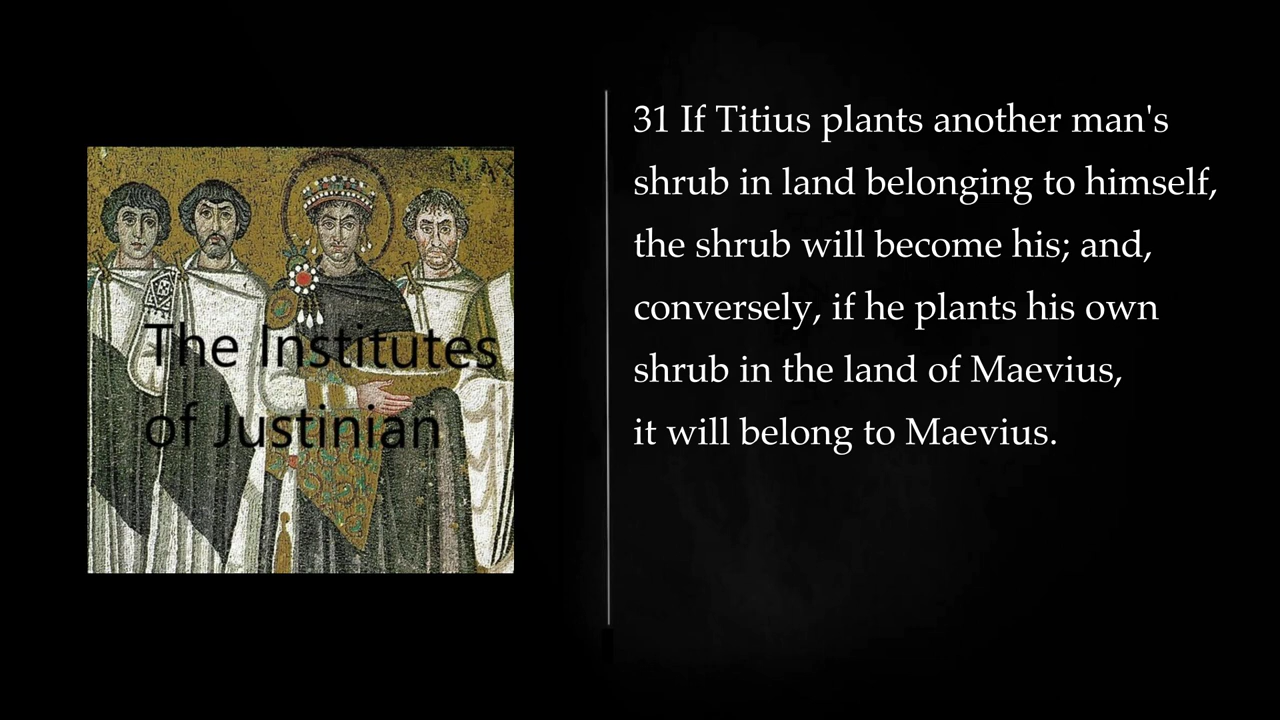 The Institutes
of Justinian
31 If Titius plants another man's
shrub in land belonging to himself,
the shrub will become his; and,
conversely, if he plants his own
shrub in the land of Maevius,
it will belong to Maevius.